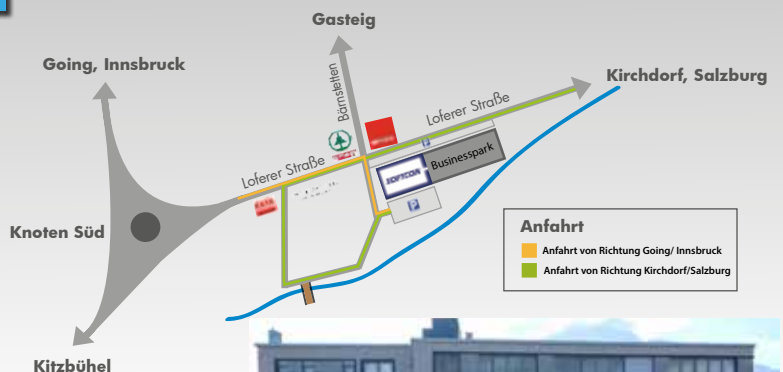 Gasteig
Going, Innsbruck
Kirchdorf, Salzburg
Bärnstetten
Loferer Straße
P
Businesspark
SOFTCON
Loferer Straße
P
Knoten Süd
Anfahrt
Anfahrt von Richtung Going/ Innsbruck
Anfahrt von Richtung Kirchdorf/Salzburg
Kitzbühel